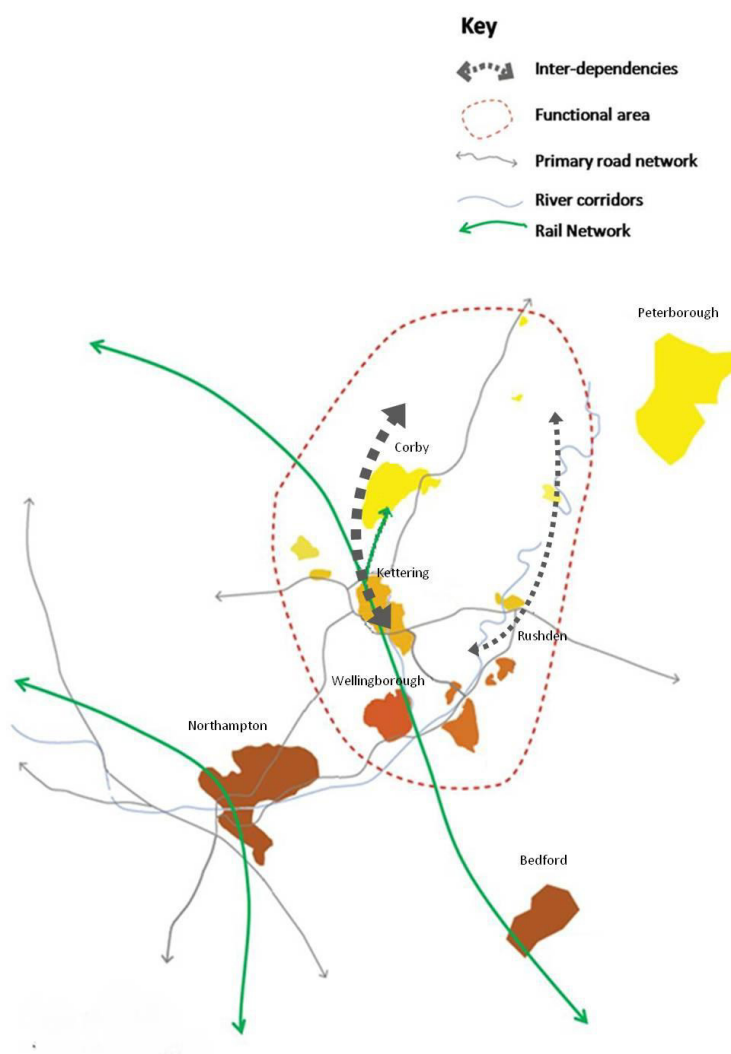 Key
Inter-dependencies
Functional area
Primary road network
River corridors
Rail Network
Peterborough
Corby
Kettering
Rushden
Wellingborough
Northampton
Bedford